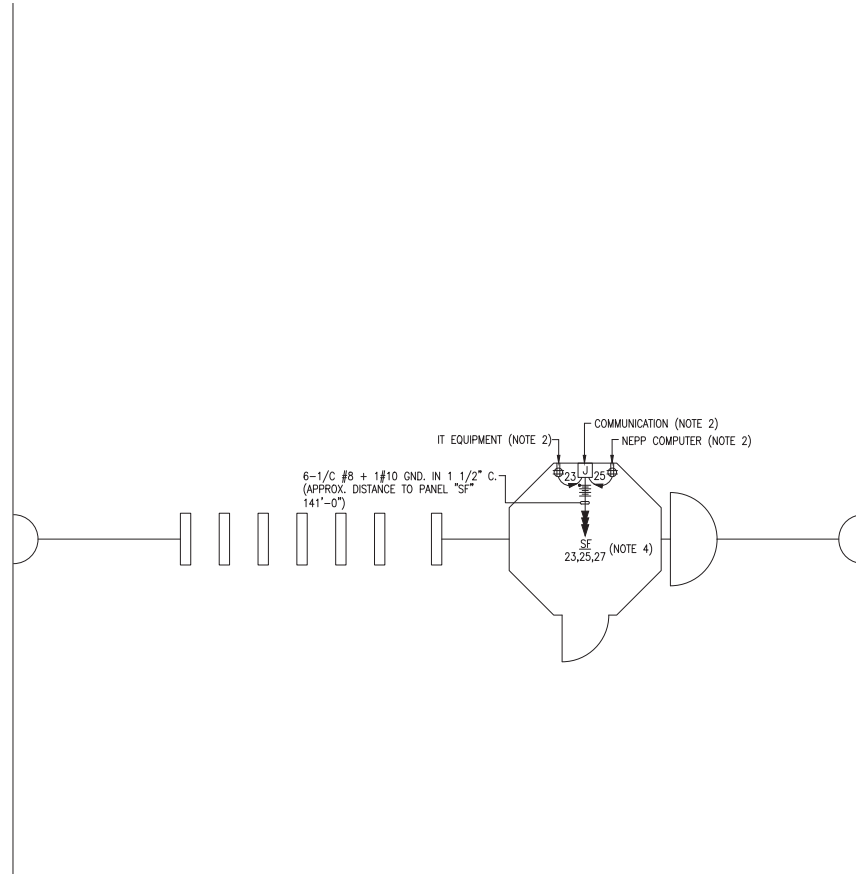 COMMUNICATION (NOTE 2)
IT EQUIPMENT (NOTE 2)
NEPP COMPUTER (NOTE 2)
6-1/C #8 + 1#10 GND. IN 1 1/2" C.
(APPROX. DISTANCE TO PANEL "SF"
141'-0")
23
J
25
SF
23,25,27
(NOTE 4)